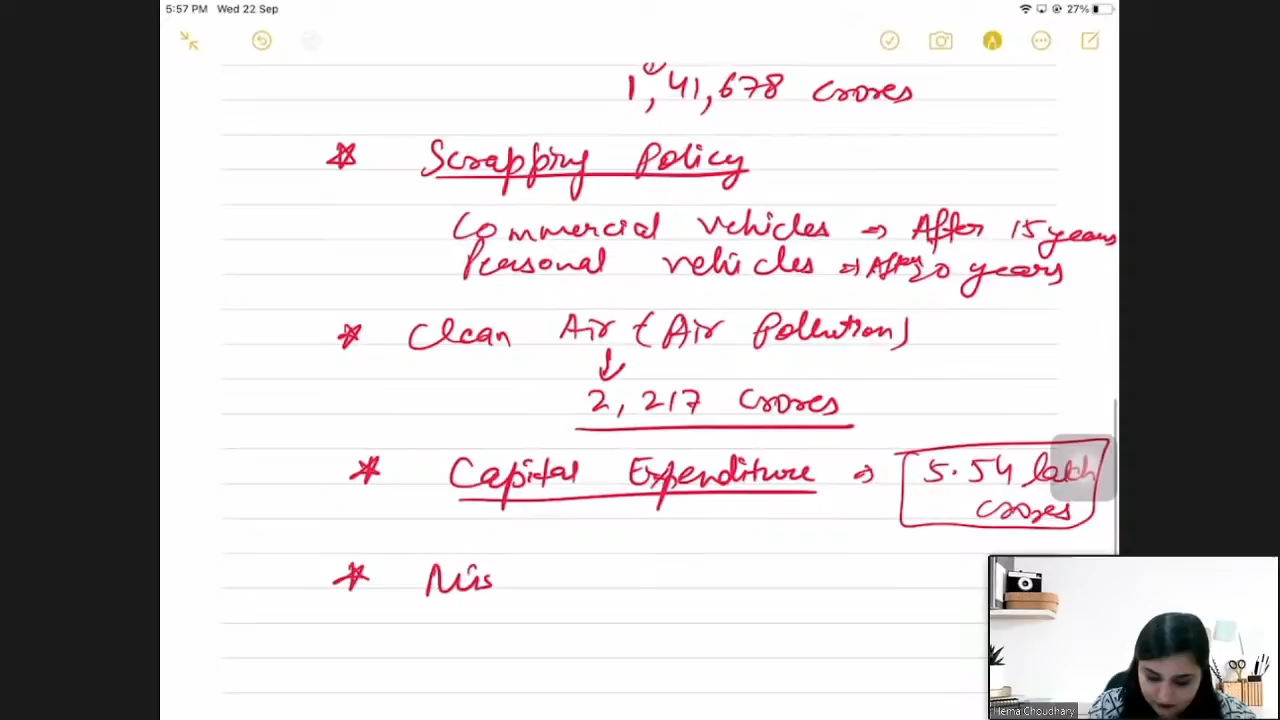 5:57 PM Wed 22 Sep
27%
1,41,678 crores
Scrapping Policy
Commercial vehicles ⇒ After 15 years
Personal vehicles ⇒ After 20 years
Clean Air (Air Pollution)
↓
2,217 crores
Capital Expenditure ⇒ 5.54 lakh
crores
Mis
Hema Choudhary